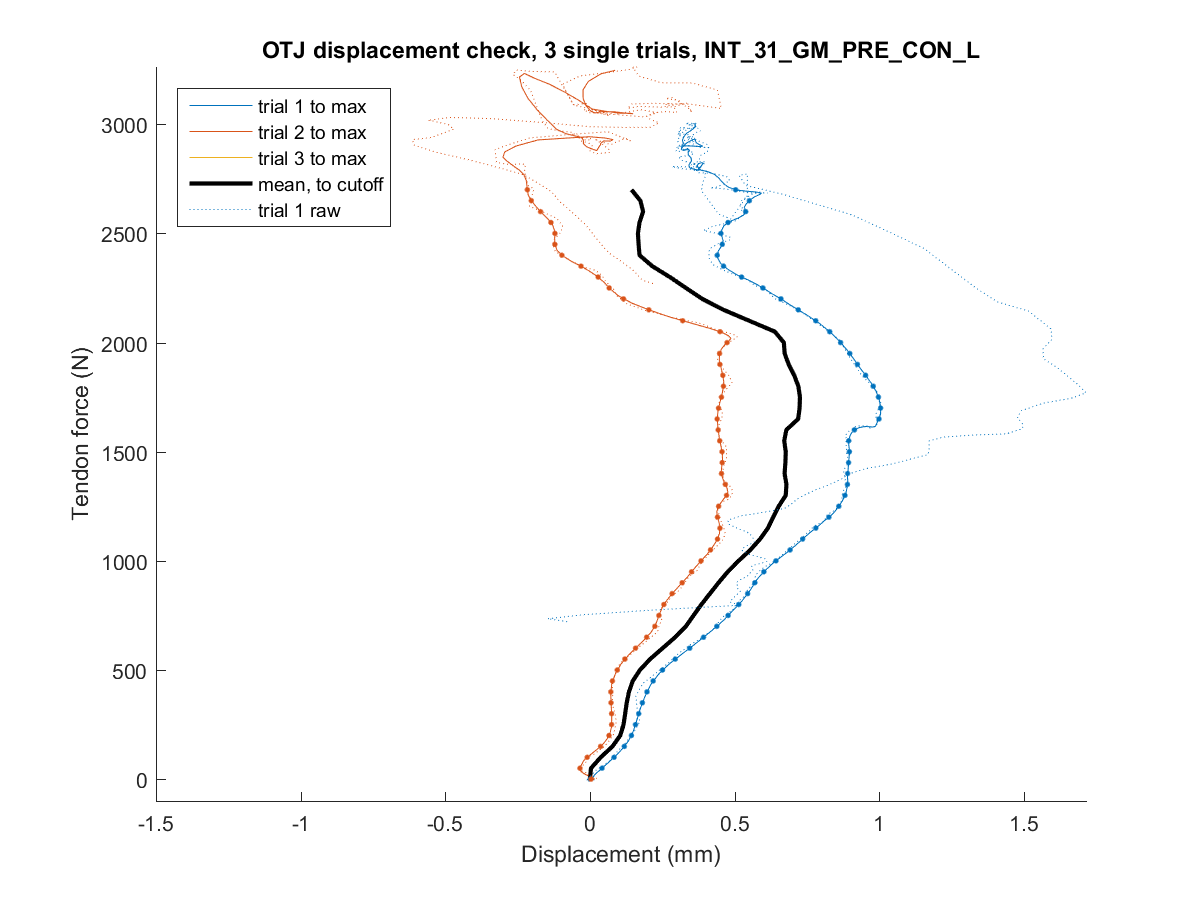 OTJ displacement check, 3 single trials, INT_31_GM_PRE_CON_L
trial 1 to max
trial 2 to max
trial 3 to max
mean, to cutoff
trial 1 raw
3000
2500
2000
1500
1000
500
0
Tendon force (N)
-1.5
-1
-0.5
0
0.5
1
1.5
Displacement (mm)